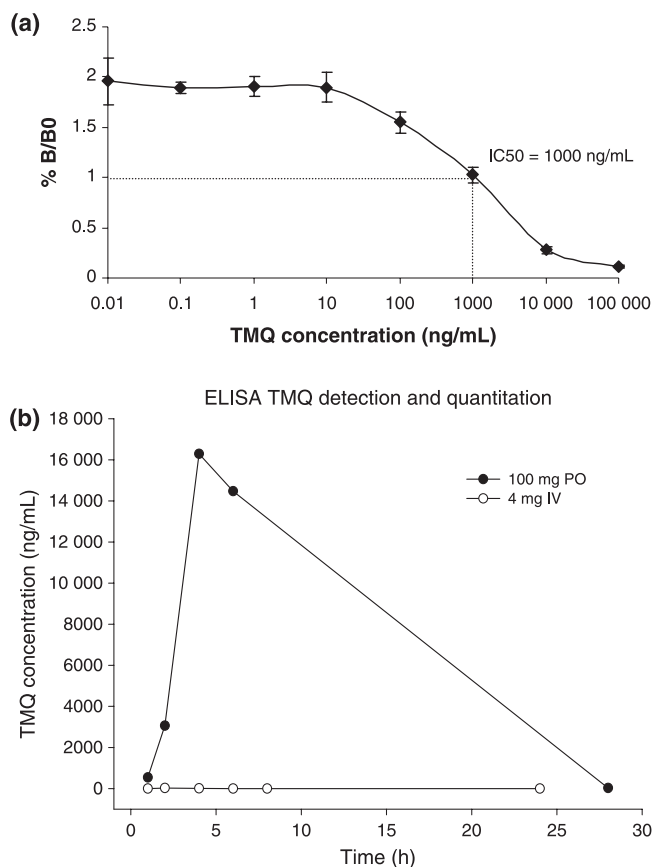 (a)
2.5
2
1.5
1
0.5
0
% B/B0
IC50 = 1000 ng/mL
0.01 0.1 1 10 100 1000 10 000 100 000
TMQ concentration (ng/mL)
(b)
ELISA TMQ detection and quantitation
18 000
16 000
14 000
12 000
10 000
8000
6000
4000
2000
0
TMQ concentration (ng/mL)
100 mg PO
4 mg IV
0 5 10 15 20 25 30
Time (h)